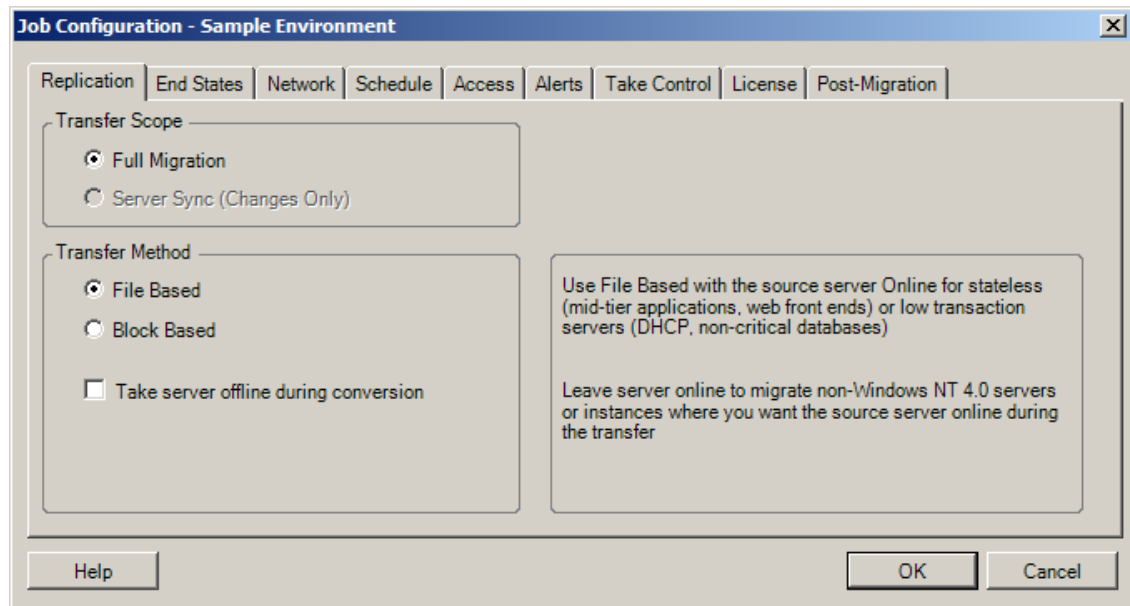 Job Configuration - Sample Environment
Replication End States Network Schedule Access Alerts Take Control License Post-Migration
Transfer Scope
Full Migration
Server Sync (Changes Only)
Transfer Method
File Based
Block Based
Take server offline during conversion
Use File Based with the source server Online for stateless
(mid-tier applications, web front ends) or low transaction
servers (DHCP, non-critical databases)
Leave server online to migrate non-Windows NT 4.0 servers
or instances where you want the source server online during
the transfer
Help OK Cancel